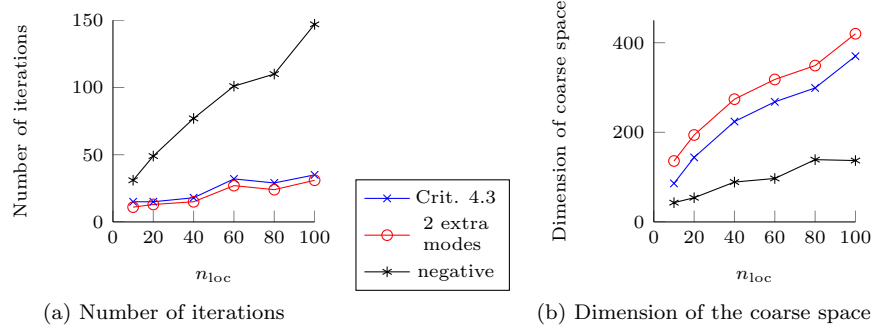 Number of iterations
150
100
50
0
0
20
40
60
80
100
n_loc
(a) Number of iterations
Crit. 4.3
2 extra
modes
negative
Dimension of coarse space
400
200
0
0
20
40
60
80
100
n_loc
(b) Dimension of the coarse space